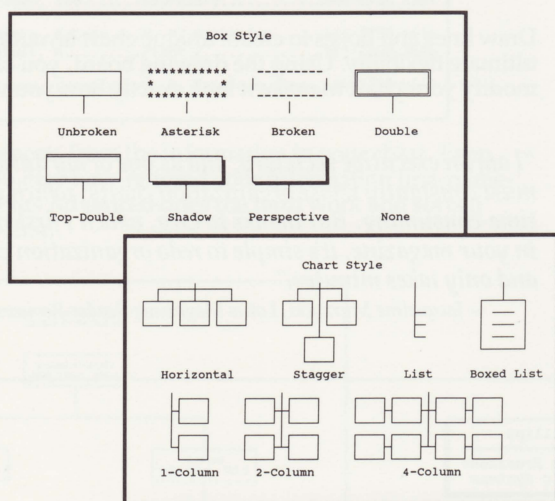 Box Style
Unbroken Asterisk Broken Double
Top-Double Shadow Perspective None
Chart Style
Horizontal Stagger List Boxed List
1-Column 2-Column 4-Column